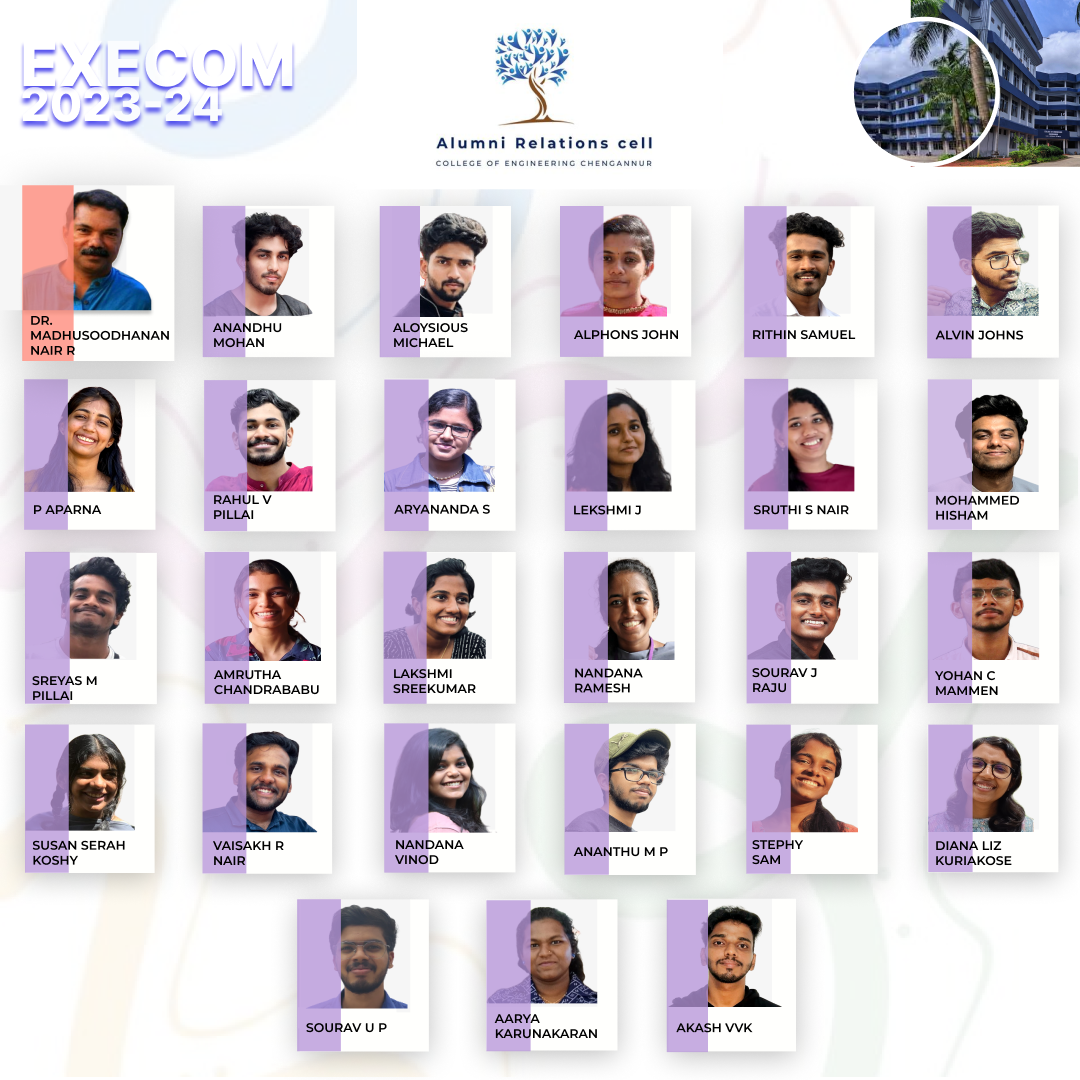 EXECOM
2023-24
Alumni Relations cell
COLLEGE OF ENGINEERING CHENGANNUR
DR.
MADHUSOODHANAN
NAIR R
ANANDHU
MOHAN
ALOYSIOUS
MICHAEL
ALPHONS JOHN
RITHIN SAMUEL
ALVIN JOHNS
P APARNA
RAHUL V
PILLAI
ARYANANDA S
LEKSHMI J
SRUTHI S NAIR
MOHAMMED
HISHAM
SREYAS M
PILLAI
AMRUTHA
CHANDRABABU
LAKSHMI
SREEKUMAR
NANDANA
RAMESH
SOURAV J
RAJU
YOHAN C
MAMMEN
SUSAN SERAH
KOSHY
VAISAKH R
NAIR
NANDANA
VINOD
ANANTHU M P
STEPHY
SAM
DIANA LIZ
KURIAKOSE
SOURAV U P
AARYA
KARUNAKARAN
AKASH VVK